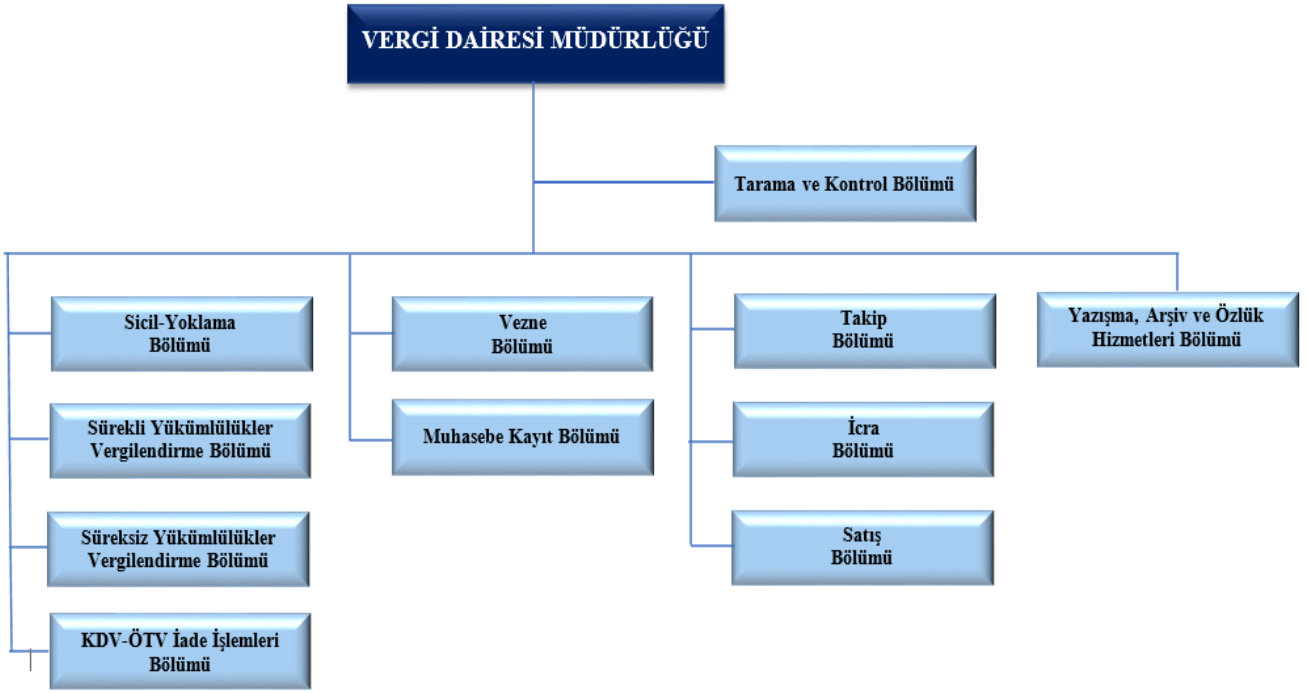 VERGİ DAİRESİ MÜDÜRLÜĞÜ
Tarama ve Kontrol Bölümü
Sicil-Yoklama
Bölümü
Sürekli Yükümlülükler
Vergilendirme Bölümü
Süreksiz Yükümlülükler
Vergilendirme Bölümü
KDV-ÖTV İade İşlemleri
Bölümü
Vezne
Bölümü
Muhasebe Kayıt Bölümü
Takip
Bölümü
İcra
Bölümü
Satış
Bölümü
Yazışma, Arşiv ve Özlük
Hizmetleri Bölümü